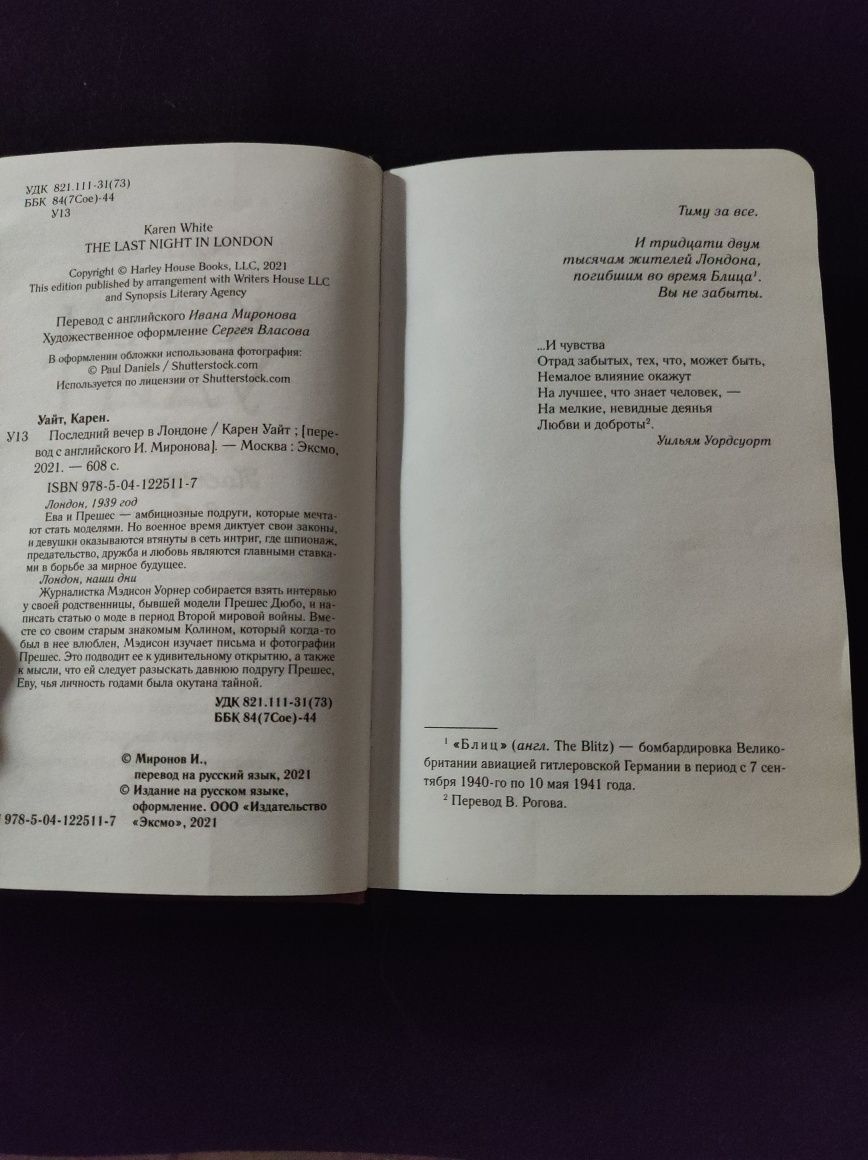 УДК 821.111-31(73)
ББК 84(7Сое)-44
У13
Karen White
THE LAST NIGHT IN LONDON
Copyright © Harley House Books, LLC, 2021
This edition published by arrangement with Writers House LLC
and Synopsis Literary Agency
Перевод с английского Ивана Миронова
Художественное оформление Сергея Власова
В оформлении обложки использована фотография:
© Paul Daniels / Shutterstock.com
Используется по лицензии от Shutterstock.com
Уайт, Карен.
У13 Последний вечер в Лондоне / Карен Уайт ; [пере-
вод с английского И. Миронова]. — Москва : Эксмо,
2021. — 608 с.
ISBN 978-5-04-122511-7
Лондон, 1939 год
Ева и Прешес — амбициозные подруги, которые мечта-
ют стать моделями. Но военное время диктует свои законы,
и девушки оказываются втянуты в сеть интриг, где шпионаж,
предательство, дружба и любовь являются главными ставка-
ми в борьбе за мирное будущее.
Лондон, наши дни
Журналистка Мэдисон Уорнер собирается взять интервью
у своей родственницы, бывшей модели Прешес Дюбо, и на-
писать статью о моде в период Второй мировой войны. Вме-
сте со своим старым знакомым Колином, который когда-то
был в нее влюблен, Мэдисон изучает письма и фотографии
Прешес. Это подводит ее к удивительному открытию, а также
к мысли, что ей следует разыскать давнюю подругу Прешес,
Еву, чья личность годами была окутана тайной.
УДК 821.111-31(73)
ББК 84(7Сое)-44
© Миронов И.,
перевод на русский язык, 2021
© Издание на русском языке,
оформление. ООО «Издательство
978-5-04-122511-7 «Эксмо», 2021
Тиму за все.
И тридцати двум
тысячам жителей Лондона,
погибшим во время Блица¹.
Вы не забыты.
...И чувства
Отрад забытых, тех, что, может быть,
Немалое влияние окажут
На лучшее, что знает человек, —
На мелкие, невидные деянья
Любви и доброты².
Уильям Уордсуорт
¹ «Блиц» (англ. The Blitz) — бомбардировка Велико-
британии авиацией гитлеровской Германии в период с 7 сен-
тября 1940-го по 10 мая 1941 года.
² Перевод В. Рогова.